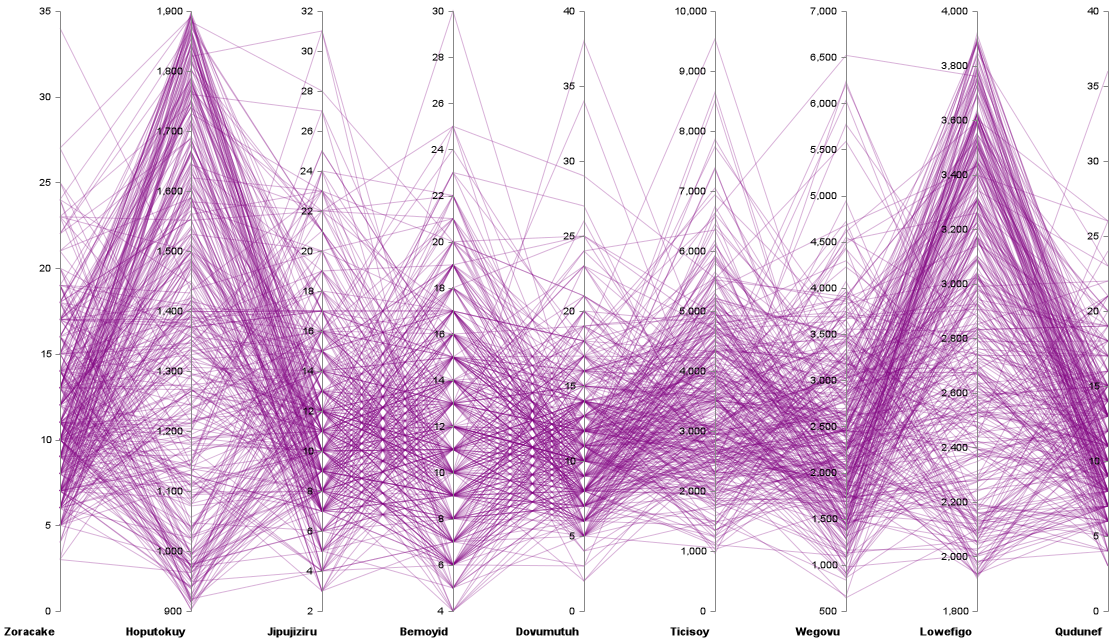 35 1,900 32 30 40 10,000 7,000 4,000 40
30 1,800 30 28 35 9,000 6,500 3,800 35
25 1,700 28 26 30 8,000 6,000 3,600 30
20 1,600 26 24 25 7,000 5,500 3,400 25
15 1,500 24 22 20 6,000 5,000 3,200 20
10 1,400 22 20 15 5,000 4,500 3,000 15
5 1,300 20 18 10 4,000 4,000 2,800 10
0 1,200 18 16 5 3,000 3,500 2,600 5
1,100 16 14 0 2,000 3,000 2,400 0
1,000 14 12 1,000 2,500 2,200
900 12 10 0 2,000 2,000
10 8 1,500 1,800
8 6 1,000
6 4 500
4
2
Zoracake Hoputokuy Jipujiziru Bemoyid Dovumutuh Ticisoy Wegovu Lowefigo Qudunef